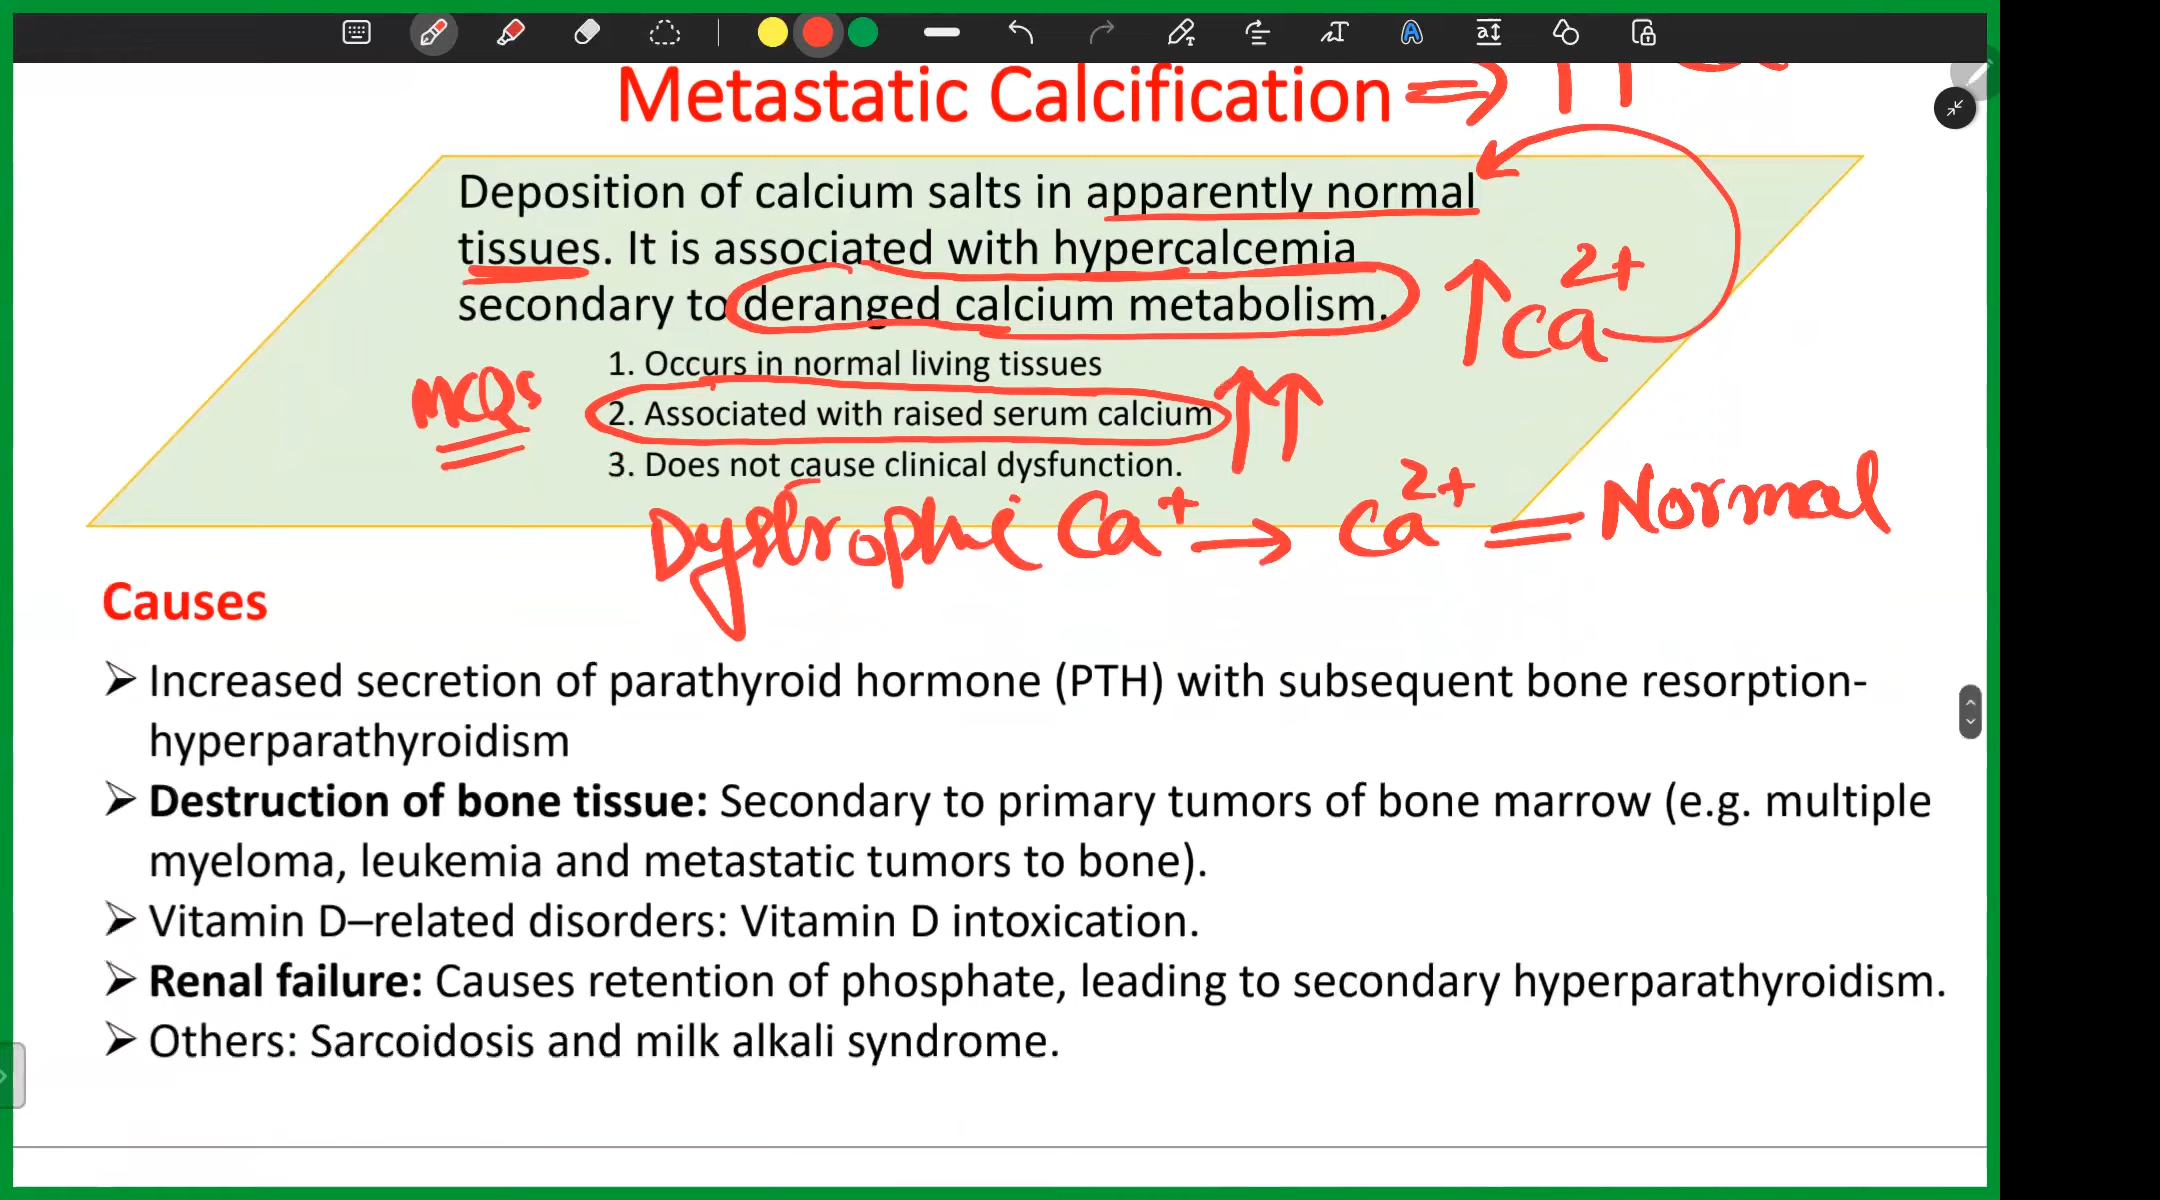 Metastatic Calcification ⇒ ↑↑
Deposition of calcium salts in apparently normal
tissues. It is associated with hypercalcemia
secondary to deranged calcium metabolism.
↑ Ca2+
1. Occurs in normal living tissues
MCQs
2. Associated with raised serum calcium ↑↑
3. Does not cause clinical dysfunction.
Dystrophic Ca+ → Ca2+ = Normal
Causes
➢ Increased secretion of parathyroid hormone (PTH) with subsequent bone resorption-
hyperparathyroidism
➢ Destruction of bone tissue: Secondary to primary tumors of bone marrow (e.g. multiple
myeloma, leukemia and metastatic tumors to bone).
➢ Vitamin D–related disorders: Vitamin D intoxication.
➢ Renal failure: Causes retention of phosphate, leading to secondary hyperparathyroidism.
➢ Others: Sarcoidosis and milk alkali syndrome.